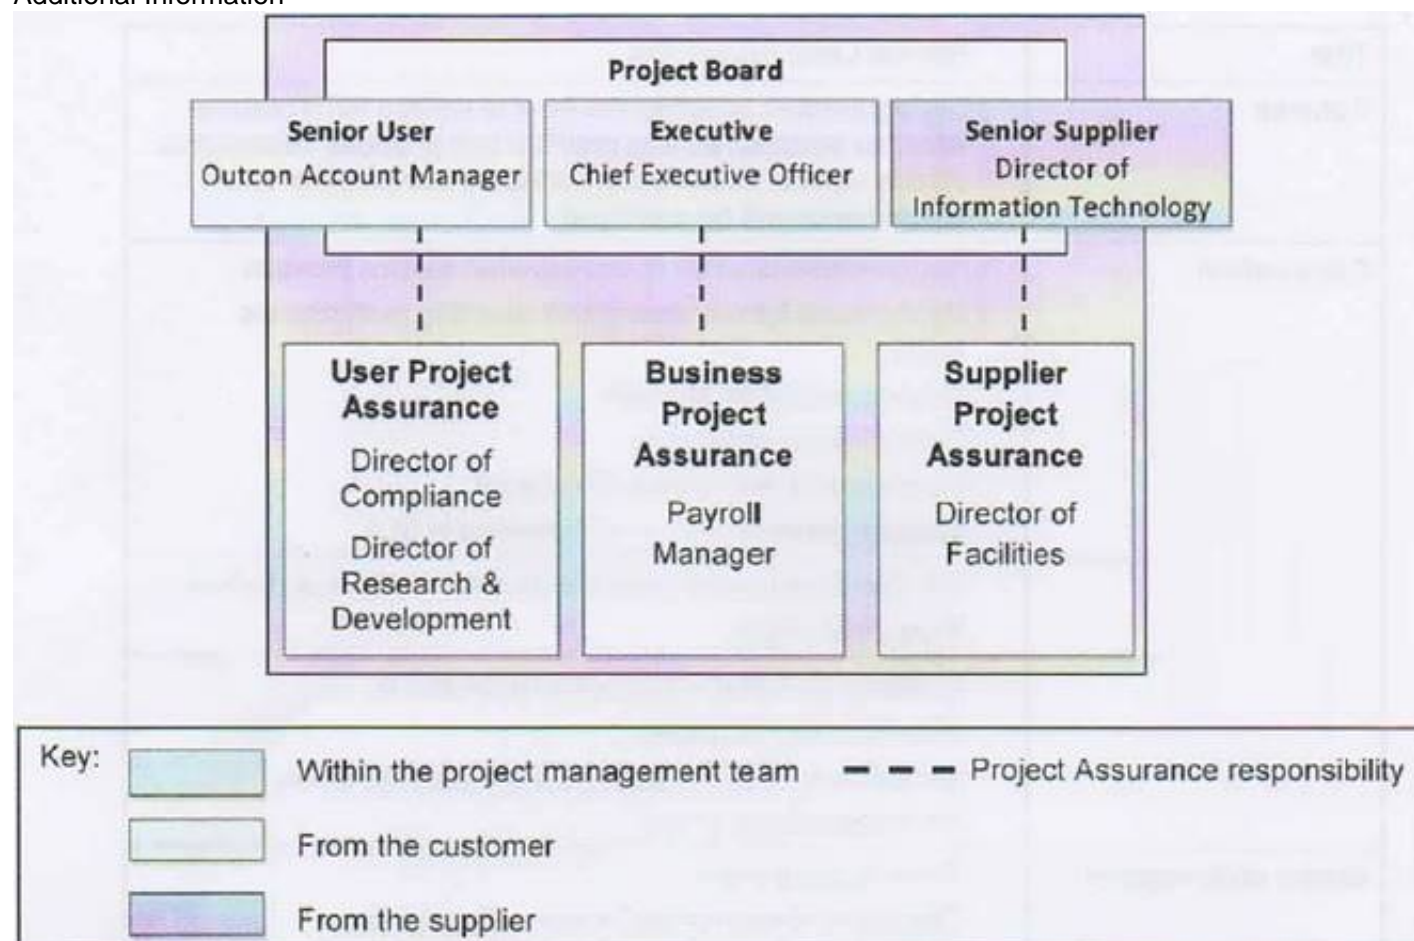 Additional Information
Project Board
Senior User
Outcon Account Manager
Executive
Chief Executive Officer
Senior Supplier
Director of
Information Technology
User Project
Assurance
Director of
Compliance
Director of
Research &
Development
Business
Project
Assurance
Payroll
Manager
Supplier
Project
Assurance
Director of
Facilities
Key:
Within the project management team
Project Assurance responsibility
From the customer
From the supplier